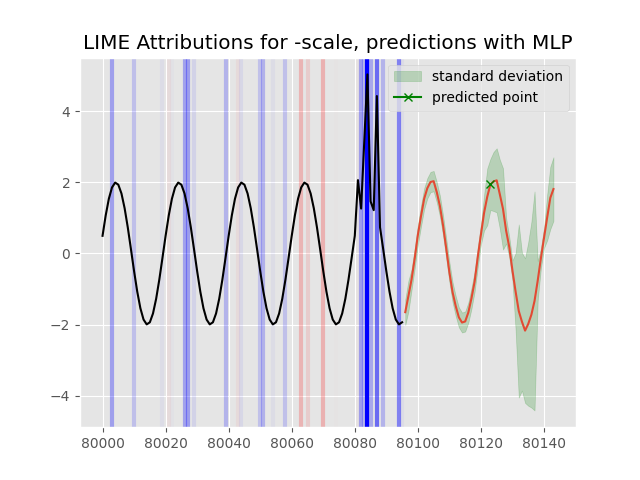 LIME Attributions for -scale, predictions with MLP
standard deviation
predicted point
4
2
0
−2
−4
80000 80020 80040 80060 80080 80100 80120 80140